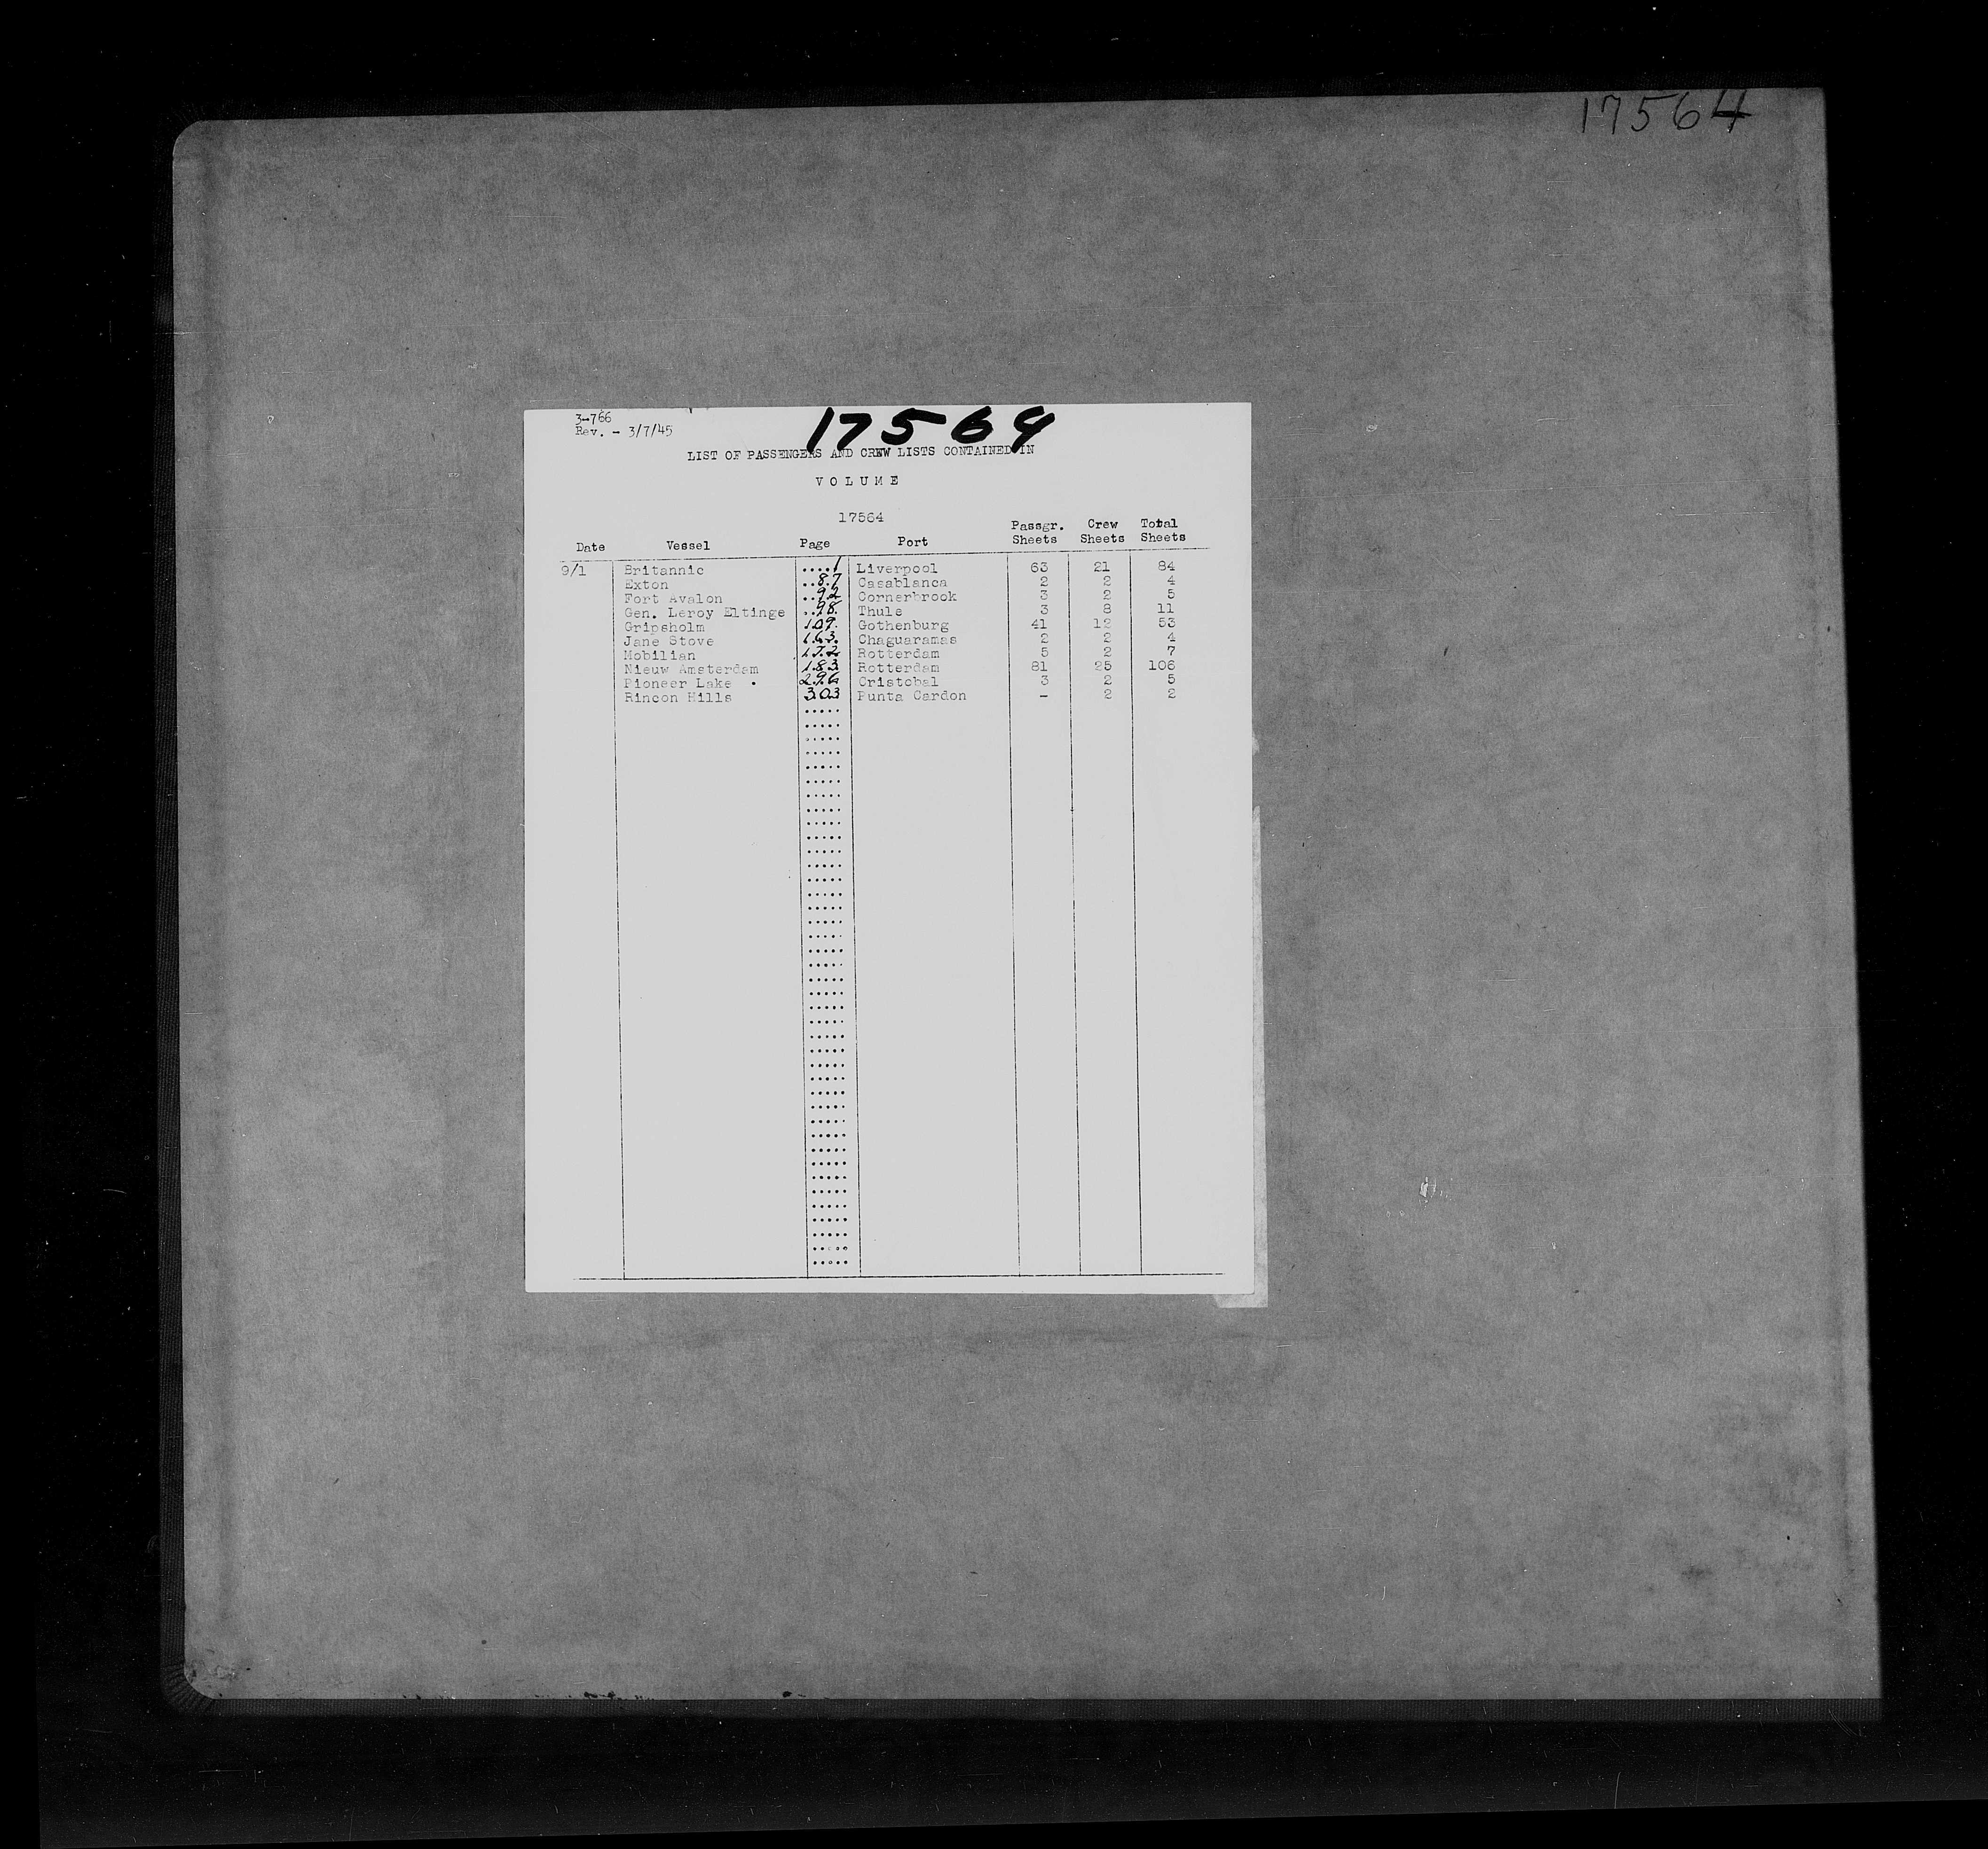 17564
3-766
Rev. - 3/7/45
17564
LIST OF PASSENGERS AND CREW LISTS CONTAINED IN
VOLUME
17564
Date Vessel Page Port Passgr. Sheets Crew Sheets Total Sheets
9/1 Britannic 1 Liverpool 63 21 84
Exton 87 Casablanca 2 2 4
Fort Avalon 92 Cornerbrook 3 2 5
Gen. Leroy Eltinge 98 Thule 3 8 11
Gripsholm 109 Gothenburg 41 12 53
Jane Stove 163 Chaguaramas 2 2 4
Mobilian 172 Rotterdam 5 2 7
Nieuw Amsterdam 183 Rotterdam 81 25 106
Pioneer Lake 296 Cristobal 3 2 5
Rincon Hills 303 Punta Cardon - 2 2